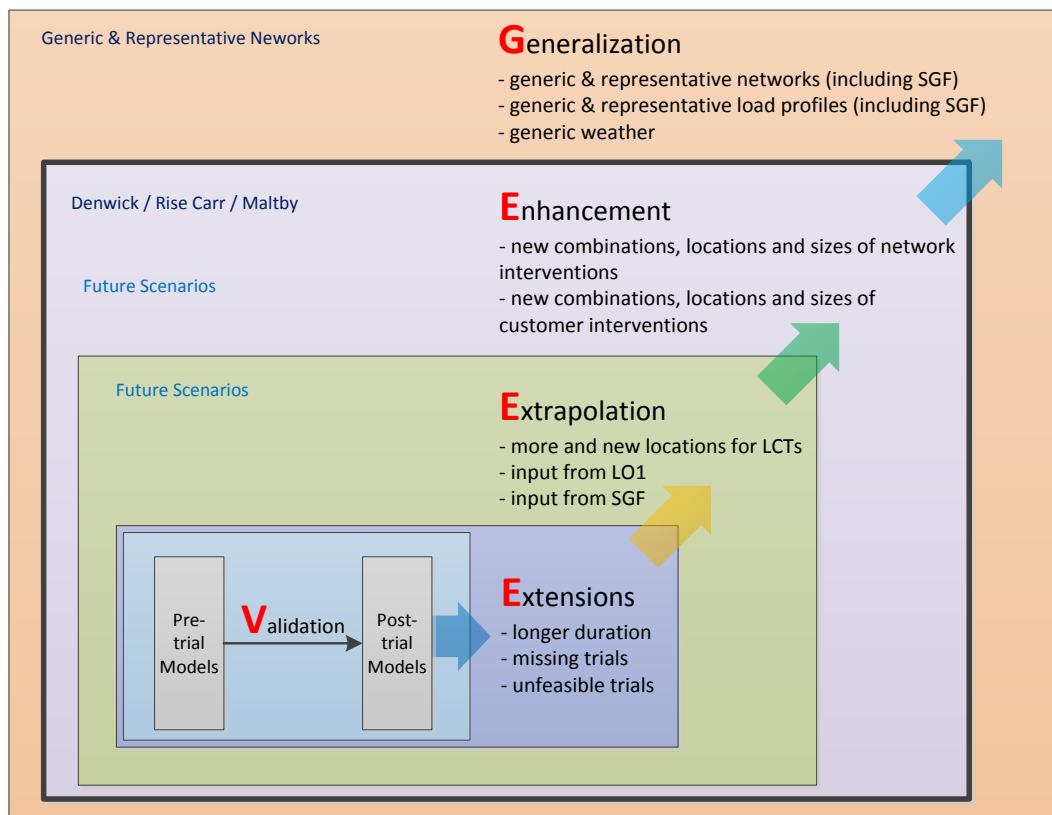 Generic & Representative Neworks
Generalization
- generic & representative networks (including SGF)
- generic & representative load profiles (including SGF)
- generic weather
Denwick / Rise Carr / Maltby
Enhancement
- new combinations, locations and sizes of network
interventions
- new combinations, locations and sizes of
customer interventions
Future Scenarios
Future Scenarios
Extrapolation
- more and new locations for LCTs
- input from LO1
- input from SGF
Pre-
trial
Models
Validation
Post-
trial
Models
Extensions
- longer duration
- missing trials
- unfeasible trials